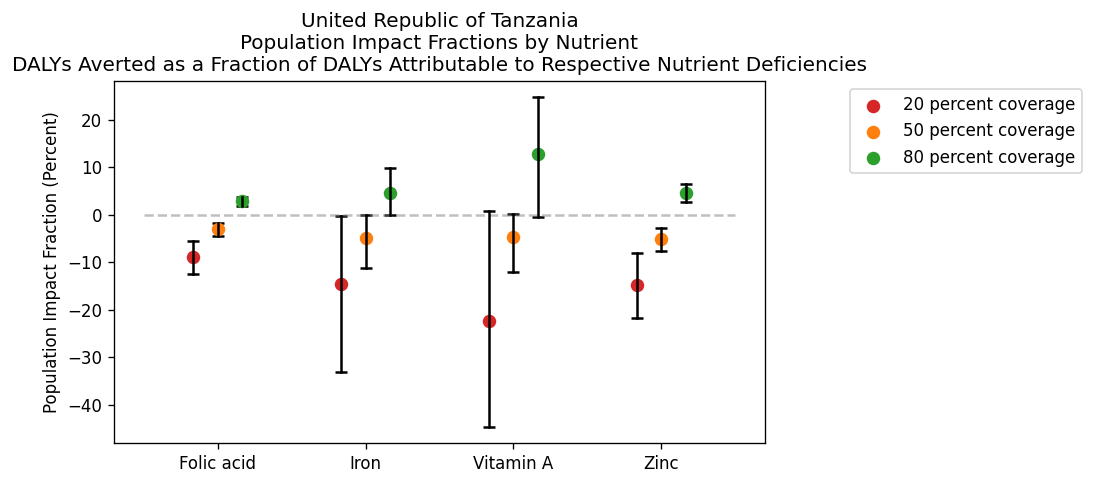 United Republic of Tanzania
Population Impact Fractions by Nutrient
DALYs Averted as a Fraction of DALYs Attributable to Respective Nutrient Deficiencies
20 percent coverage
50 percent coverage
80 percent coverage
Population Impact Fraction (Percent)
20
10
0
−10
−20
−30
−40
Folic acid
Iron
Vitamin A
Zinc